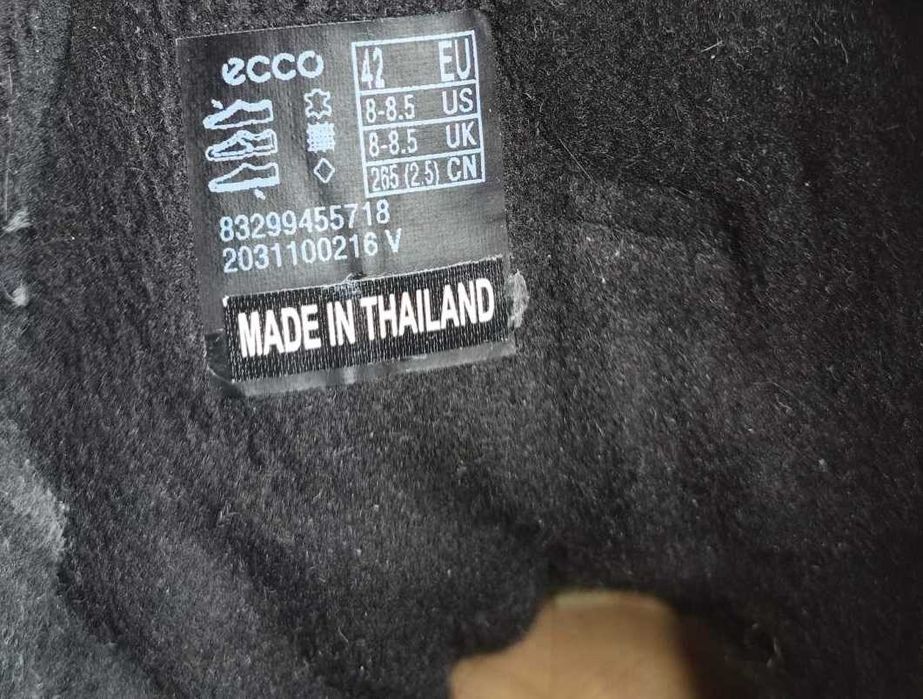 ecco
42 EU
8-8.5 US
8-8.5 UK
265 (2.5) CN
83299455718
2031100216 V
MADE IN THAILAND